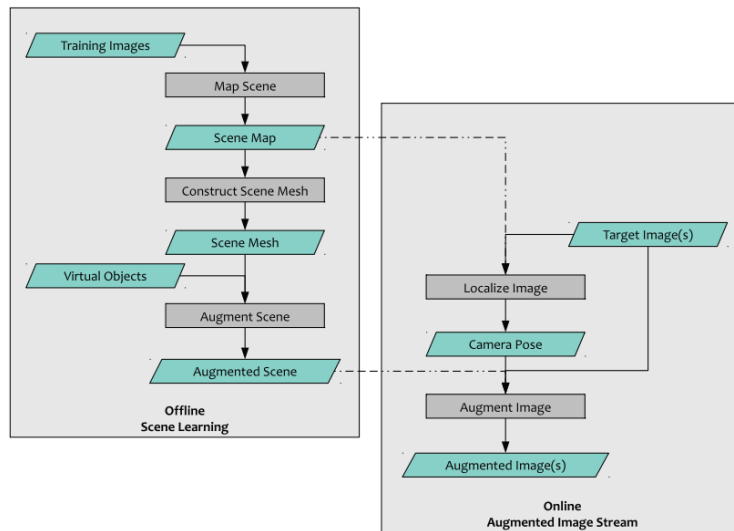 Training Images
Map Scene
Scene Map
Construct Scene Mesh
Scene Mesh
Virtual Objects
Augment Scene
Augmented Scene
Offline
Scene Learning
Target Image(s)
Localize Image
Camera Pose
Augment Image
Augmented Image(s)
Online
Augmented Image Stream